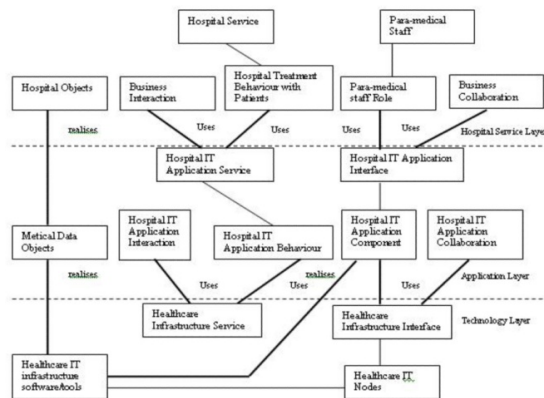 Hospital Service
Para-medical
Staff
Hospital Objects
Business
Interaction
Hospital Treatment
Behaviour with
Patients
Para-medical
staff Role
Business
Collaboration
realises
Uses
Uses
Uses
Uses
Hospital Service Layer
Hospital IT
Application Service
Hospital IT Application
Interface
Metical Data
Objects
Hospital IT
Application
Interaction
Hospital IT
Application Behaviour
Hospital IT
Application
Component
Hospital IT
Application
Collaboration
realises
Uses
realises
Uses
Uses
Application Layer
Healthcare
Infrastructure Service
Healthcare
Infrastructure Interface
Technology Layer
Healthcare IT
infrastructure
software/tools
Healthcare IT
Nodes